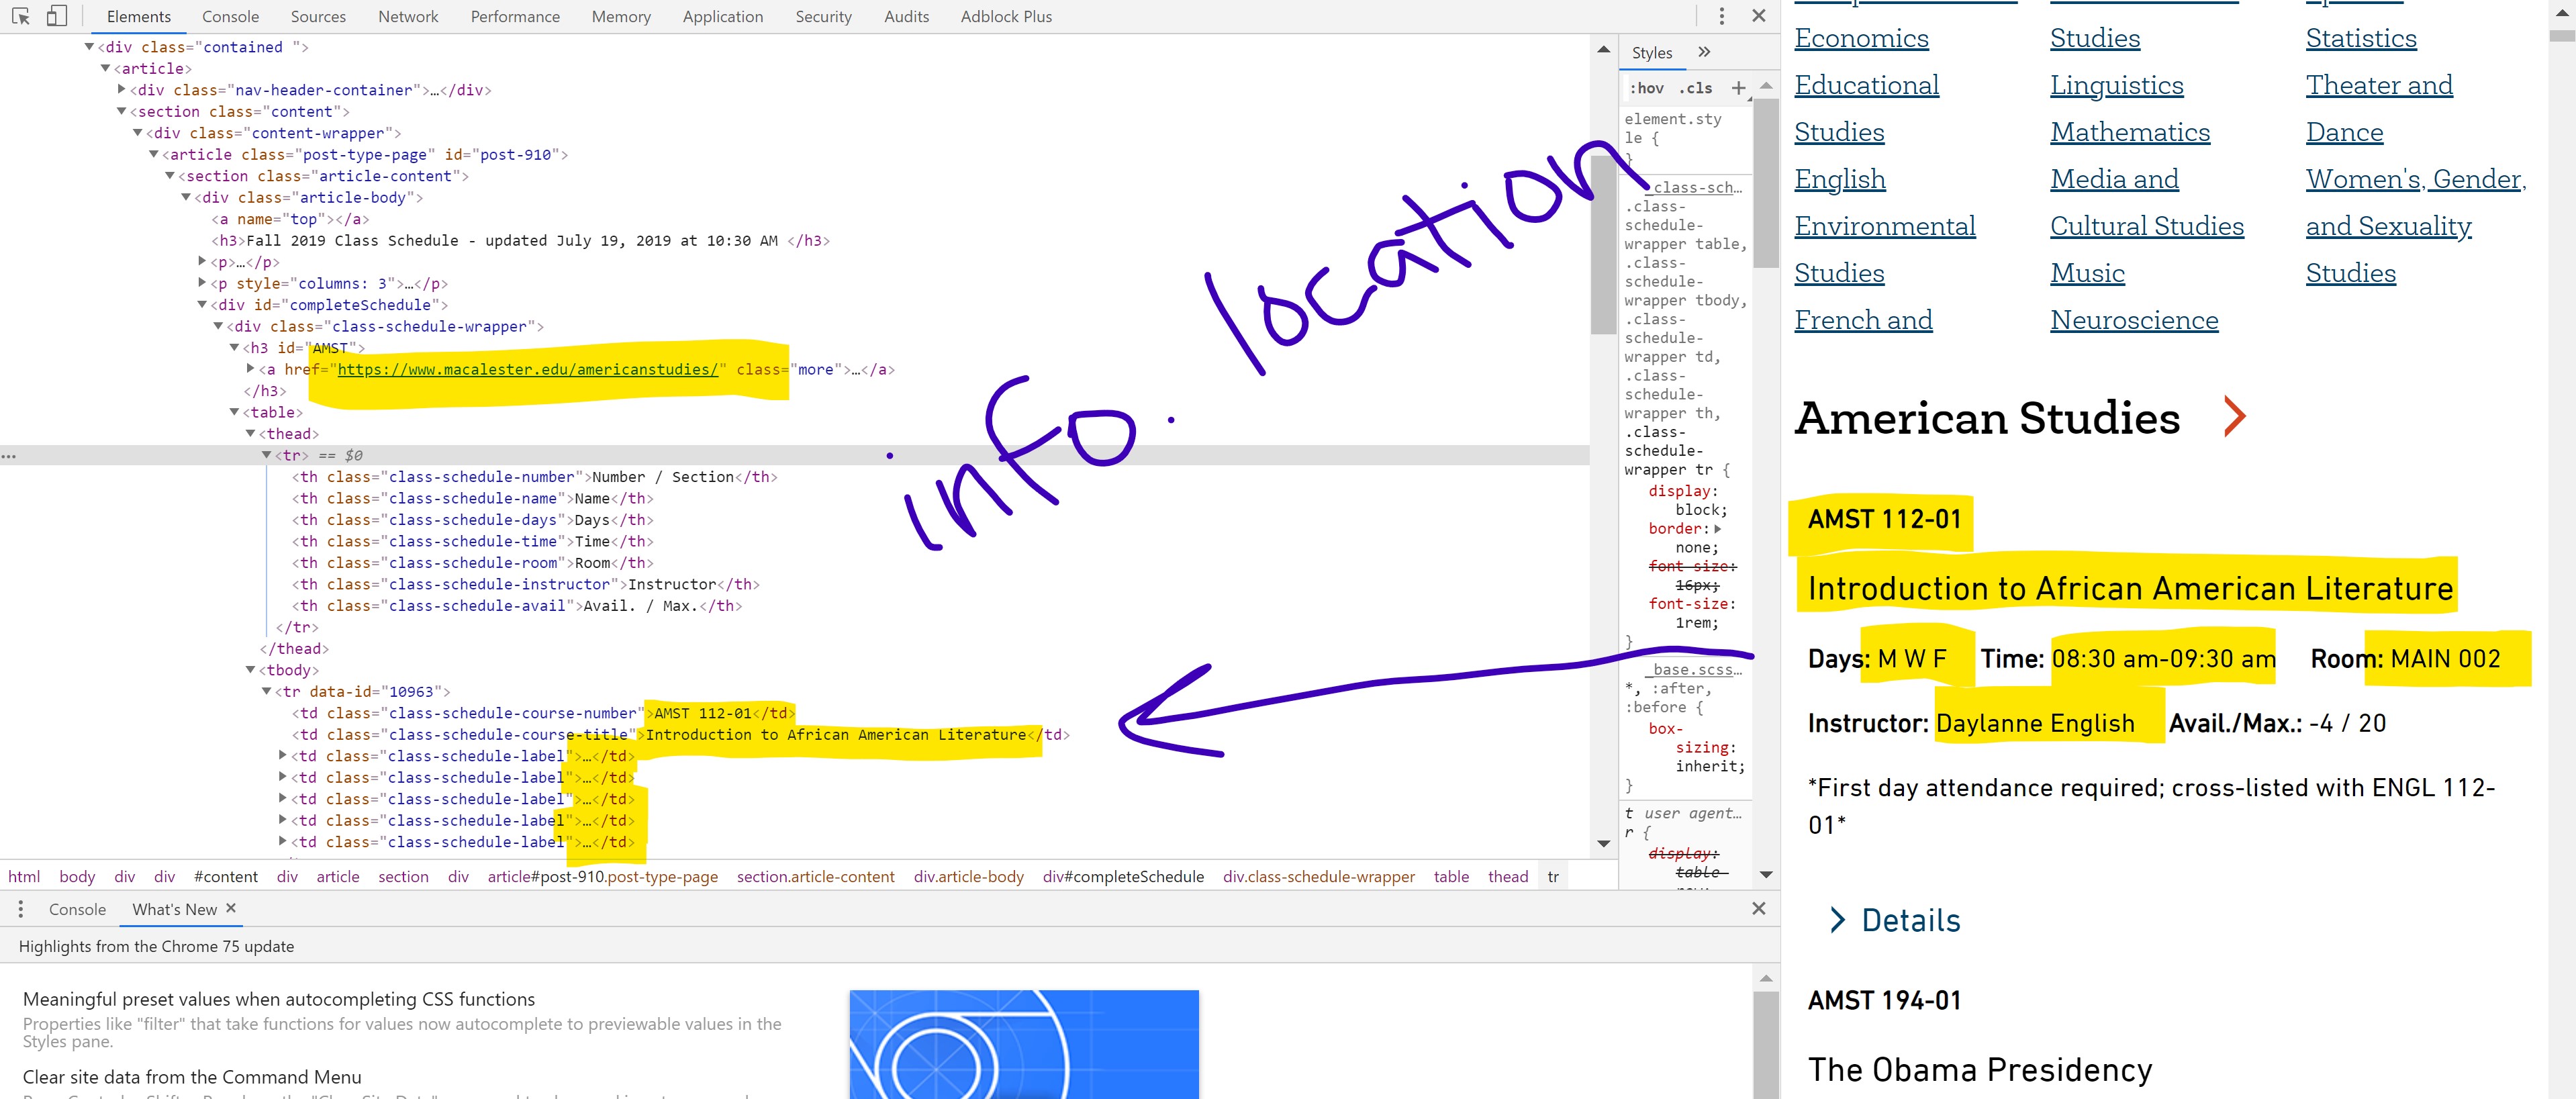 Elements Console Sources Network Performance Memory Application Security Audits Adblock Plus
<div class="contained ">
<article>
<div class="nav-header-container">…</div>
<section class="content">
<div class="content-wrapper">
<article class="post-type-page" id="post-910">
<section class="article-content">
<div class="article-body">
<a name="top"></a>
<h3>Fall 2019 Class Schedule - updated July 19, 2019 at 10:30 AM </h3>
<p>…</p>
<p style="columns: 3">…</p>
<div id="completeSchedule">
<div class="class-schedule-wrapper">
<h3 id="AMST">
<a href="https://www.macalester.edu/americanstudies/" class="more">…</a>
</h3>
<table>
<thead>
… <tr> == $0
<th class="class-schedule-number">Number / Section</th>
<th class="class-schedule-name">Name</th>
<th class="class-schedule-days">Days</th>
<th class="class-schedule-time">Time</th>
<th class="class-schedule-room">Room</th>
<th class="class-schedule-instructor">Instructor</th>
<th class="class-schedule-avail">Avail. / Max.</th>
</tr>
</thead>
<tbody>
<tr data-id="10963">
<td class="class-schedule-course-number">AMST 112-01</td>
<td class="class-schedule-course-title">Introduction to African American Literature</td>
<td class="class-schedule-label">…</td>
<td class="class-schedule-label">…</td>
<td class="class-schedule-label">…</td>
<td class="class-schedule-label">…</td>
<td class="class-schedule-label">…</td>
info. location
html body div div #content div article section div article#post-910.post-type-page section.article-content div.article-body div#completeSchedule div.class-schedule-wrapper table thead tr
Styles »
:hov .cls +
element.sty
le {
}
_class-sch…
.class-
schedule-
wrapper table,
.class-
schedule-
wrapper tbody,
.class-
schedule-
wrapper td,
.class-
schedule-
wrapper th,
.class-
schedule-
wrapper tr {
display:
block;
border:
none;
font-size:
16px;
font-size:
1rem;
}
_base.scss…
*, :after,
:before {
box-
sizing:
inherit;
}
t user agent…
r {
display:
table-
Console What's New
Highlights from the Chrome 75 update
Meaningful preset values when autocompleting CSS functions
Properties like "filter" that take functions for values now autocomplete to previewable values in the
Styles pane.
Clear site data from the Command Menu
Economics
Educational
Studies
English
Environmental
Studies
French and
Studies
Linguistics
Mathematics
Media and
Cultural Studies
Music
Neuroscience
Statistics
Theater and
Dance
Women's, Gender,
and Sexuality
Studies
American Studies
AMST 112-01
Introduction to African American Literature
Days: M W F Time: 08:30 am-09:30 am Room: MAIN 002
Instructor: Daylanne English Avail./Max.: -4 / 20
*First day attendance required; cross-listed with ENGL 112-
01*
Details
AMST 194-01
The Obama Presidency